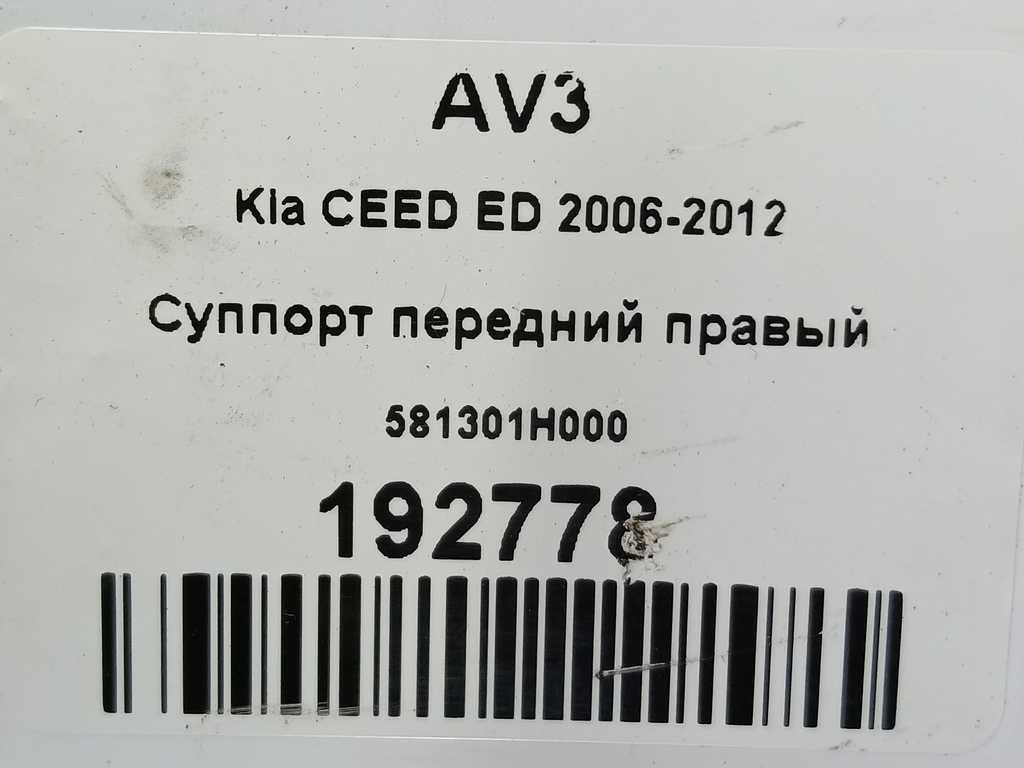 AV3
Kia CEED ED 2006-2012
Суппорт передний правый
581301H000
192778